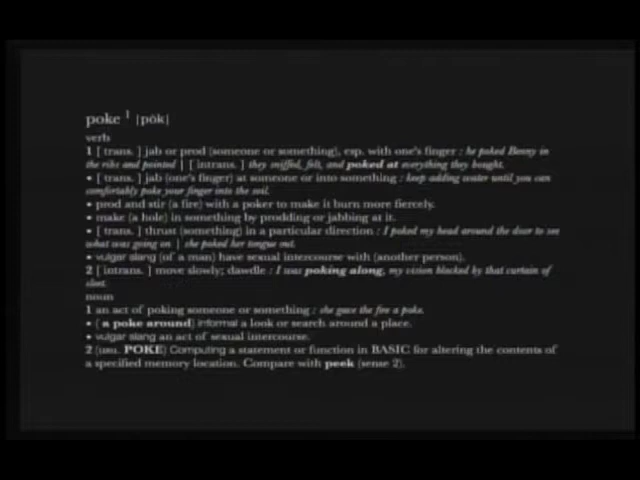 poke 1 |pōk|
verb
1 [ trans. ] jab or prod (someone or something), esp. with one's finger : he poked Benny in
the ribs and pointed | [ intrans. ] they sniffed, felt, and poked at everything they bought.
• [ trans. ] jab (one's finger) at someone or into something : keep adding water until you can
comfortably poke your finger into the soil.
• prod and stir (a fire) with a poker to make it burn more fiercely.
• make (a hole) in something by prodding or jabbing at it.
• [ trans. ] thrust (something) in a particular direction : I poked my head around the door to see
what was going on | she poked her tongue out.
• vulgar slang (of a man) have sexual intercourse with (another person).
2 [ intrans. ] move slowly; dawdle : I was poking along, my vision blocked by that curtain of
sleet.
noun
1 an act of poking someone or something : she gave the fire a poke.
• ( a poke around) informal a look or search around a place.
• vulgar slang an act of sexual intercourse.
2 (usu. POKE) Computing a statement or function in BASIC for altering the contents of
a specified memory location. Compare with peek (sense 2).